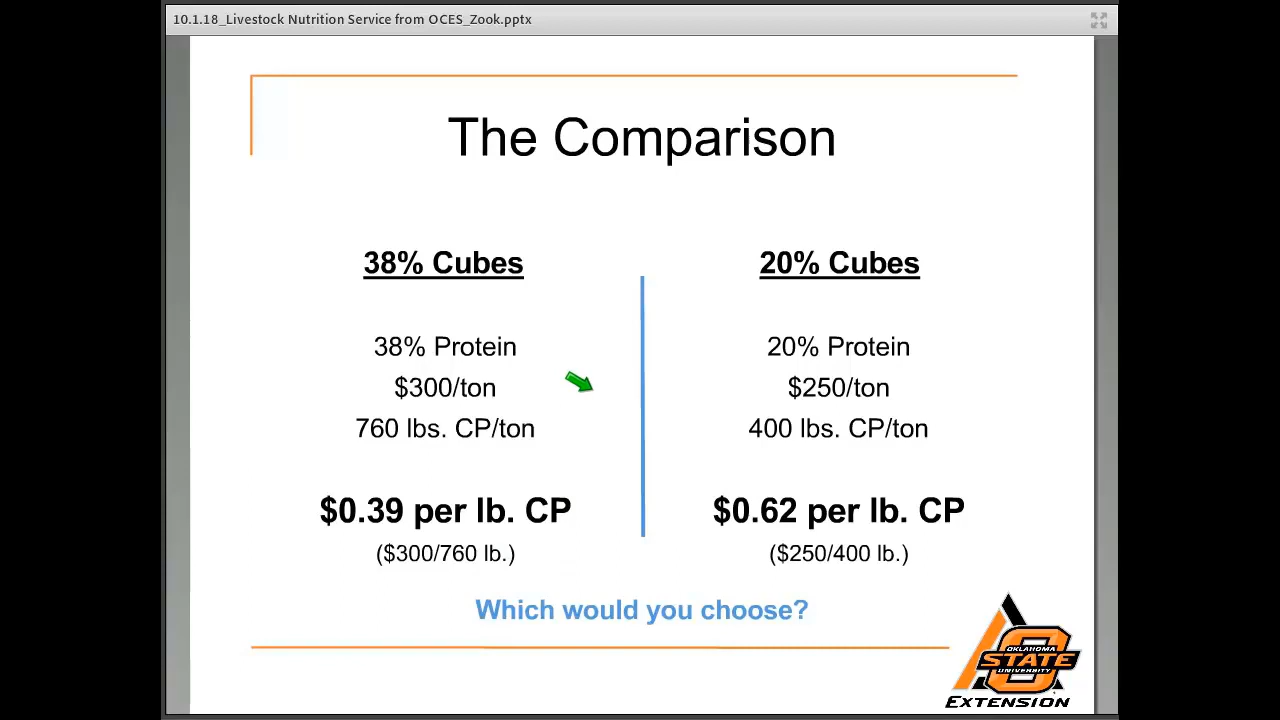 10.1.18_Livestock Nutrition Service from OCES_Zook.pptx
The Comparison
38% Cubes
38% Protein
$300/ton
760 lbs. CP/ton
$0.39 per lb. CP
($300/760 lb.)
20% Cubes
20% Protein
$250/ton
400 lbs. CP/ton
$0.62 per lb. CP
($250/400 lb.)
Which would you choose?
OKLAHOMA
STATE
UNIVERSITY
EXTENSION